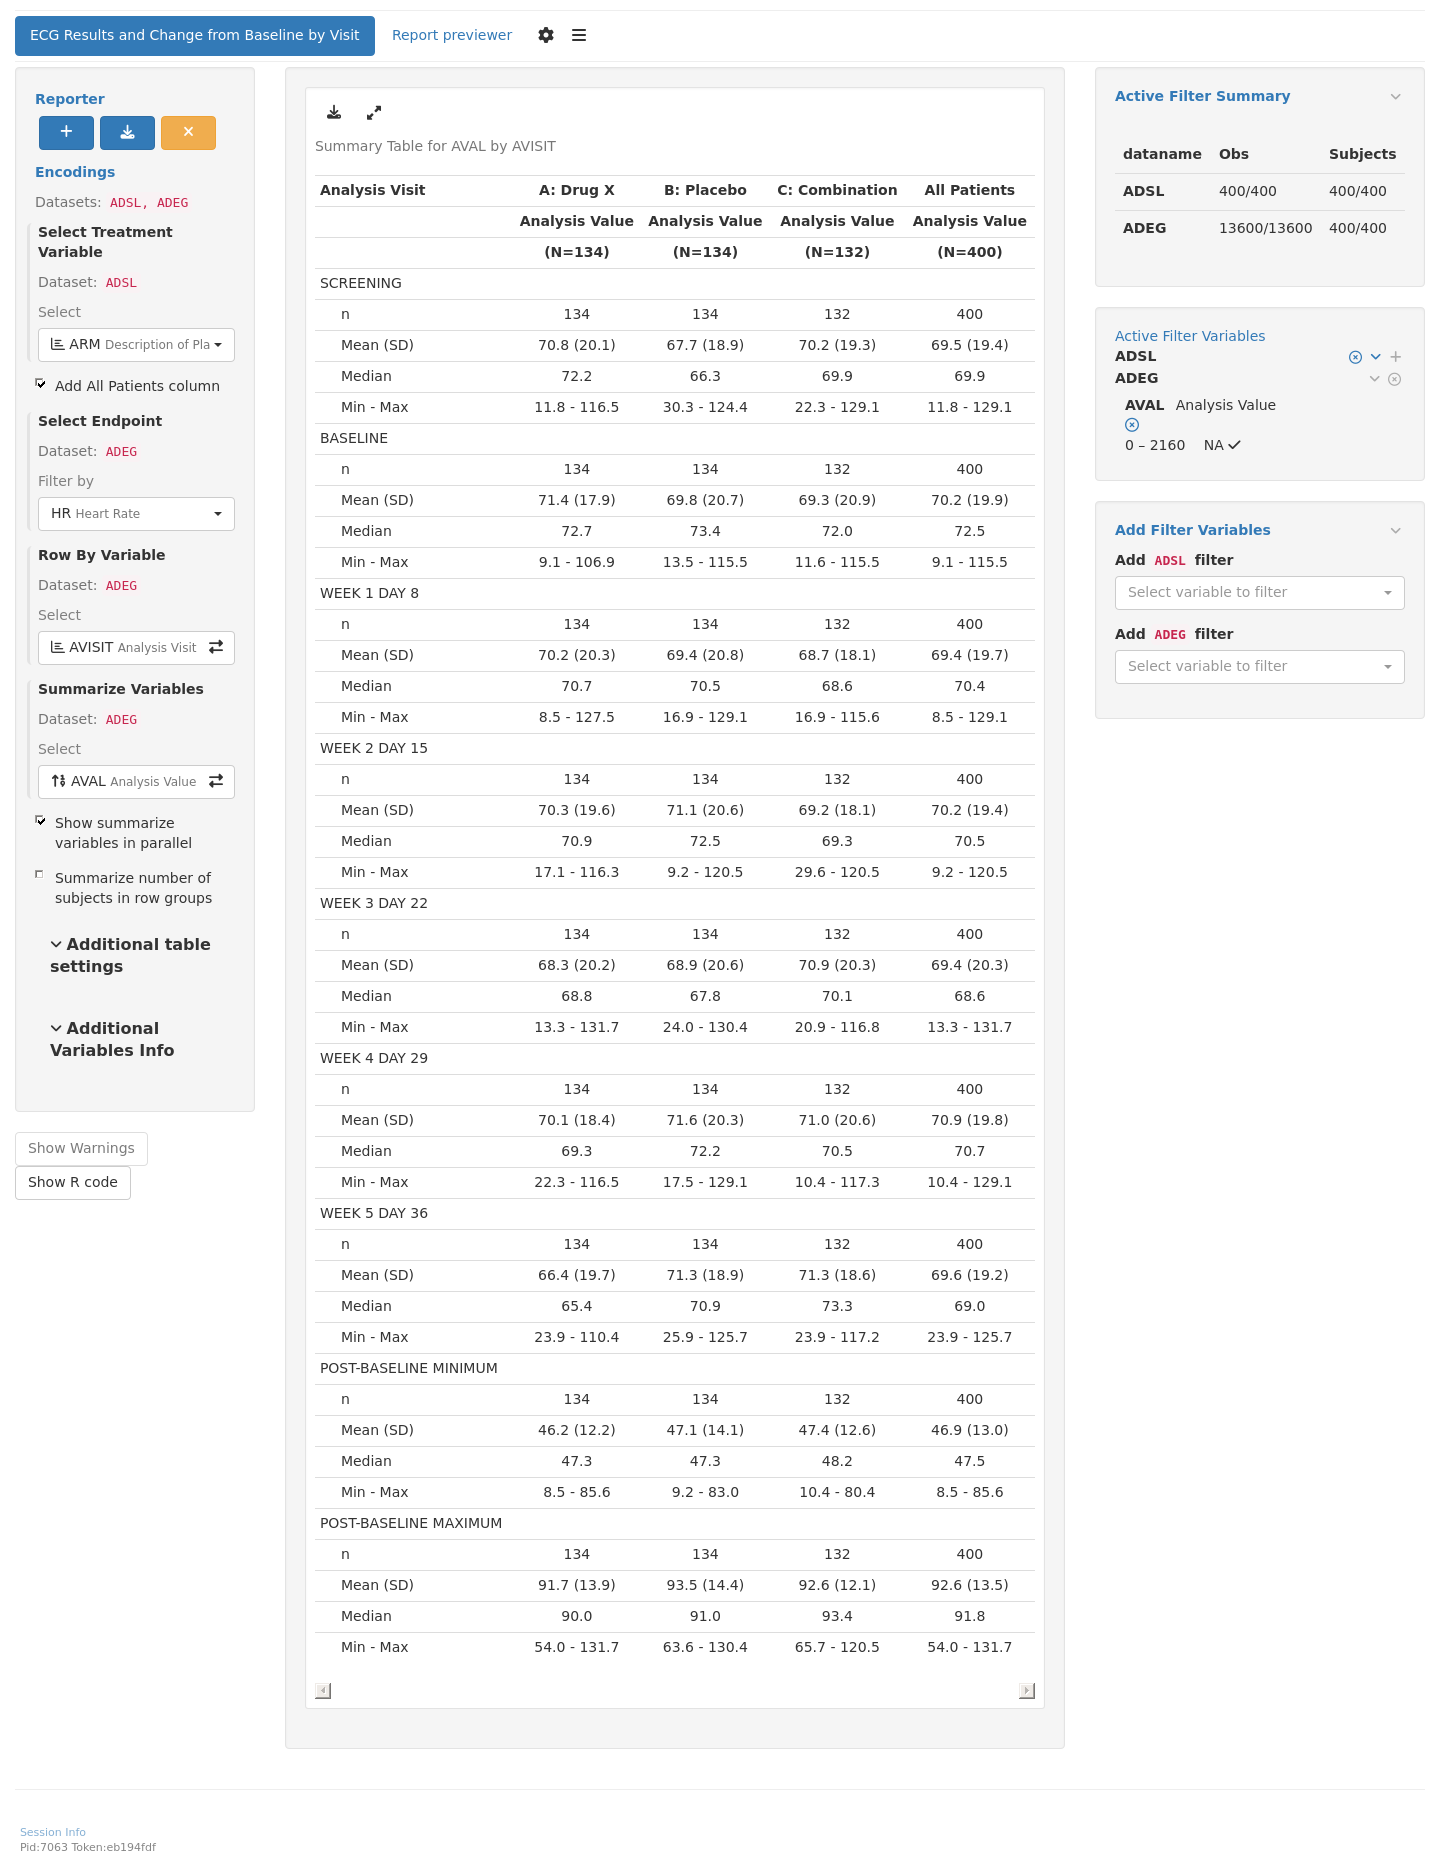 ECG Results and Change from Baseline by Visit
Report previewer
Reporter
Encodings
Datasets: ADSL, ADEG
Select Treatment
Variable
Dataset: ADSL
Select
ARM Description of Pla
Add All Patients column
Select Endpoint
Dataset: ADEG
Filter by
HR Heart Rate
Row By Variable
Dataset: ADEG
Select
AVISIT Analysis Visit
Summarize Variables
Dataset: ADEG
Select
AVAL Analysis Value
Show summarize
variables in parallel
Summarize number of
subjects in row groups
Additional table
settings
Additional
Variables Info
Show Warnings
Show R code
Summary Table for AVAL by AVISIT
Analysis Visit A: Drug X B: Placebo C: Combination All Patients
Analysis Value Analysis Value Analysis Value Analysis Value
(N=134) (N=134) (N=132) (N=400)
SCREENING
n 134 134 132 400
Mean (SD) 70.8 (20.1) 67.7 (18.9) 70.2 (19.3) 69.5 (19.4)
Median 72.2 66.3 69.9 69.9
Min - Max 11.8 - 116.5 30.3 - 124.4 22.3 - 129.1 11.8 - 129.1
BASELINE
n 134 134 132 400
Mean (SD) 71.4 (17.9) 69.8 (20.7) 69.3 (20.9) 70.2 (19.9)
Median 72.7 73.4 72.0 72.5
Min - Max 9.1 - 106.9 13.5 - 115.5 11.6 - 115.5 9.1 - 115.5
WEEK 1 DAY 8
n 134 134 132 400
Mean (SD) 70.2 (20.3) 69.4 (20.8) 68.7 (18.1) 69.4 (19.7)
Median 70.7 70.5 68.6 70.4
Min - Max 8.5 - 127.5 16.9 - 129.1 16.9 - 115.6 8.5 - 129.1
WEEK 2 DAY 15
n 134 134 132 400
Mean (SD) 70.3 (19.6) 71.1 (20.6) 69.2 (18.1) 70.2 (19.4)
Median 70.9 72.5 69.3 70.5
Min - Max 17.1 - 116.3 9.2 - 120.5 29.6 - 120.5 9.2 - 120.5
WEEK 3 DAY 22
n 134 134 132 400
Mean (SD) 68.3 (20.2) 68.9 (20.6) 70.9 (20.3) 69.4 (20.3)
Median 68.8 67.8 70.1 68.6
Min - Max 13.3 - 131.7 24.0 - 130.4 20.9 - 116.8 13.3 - 131.7
WEEK 4 DAY 29
n 134 134 132 400
Mean (SD) 70.1 (18.4) 71.6 (20.3) 71.0 (20.6) 70.9 (19.8)
Median 69.3 72.2 70.5 70.7
Min - Max 22.3 - 116.5 17.5 - 129.1 10.4 - 117.3 10.4 - 129.1
WEEK 5 DAY 36
n 134 134 132 400
Mean (SD) 66.4 (19.7) 71.3 (18.9) 71.3 (18.6) 69.6 (19.2)
Median 65.4 70.9 73.3 69.0
Min - Max 23.9 - 110.4 25.9 - 125.7 23.9 - 117.2 23.9 - 125.7
POST-BASELINE MINIMUM
n 134 134 132 400
Mean (SD) 46.2 (12.2) 47.1 (14.1) 47.4 (12.6) 46.9 (13.0)
Median 47.3 47.3 48.2 47.5
Min - Max 8.5 - 85.6 9.2 - 83.0 10.4 - 80.4 8.5 - 85.6
POST-BASELINE MAXIMUM
n 134 134 132 400
Mean (SD) 91.7 (13.9) 93.5 (14.4) 92.6 (12.1) 92.6 (13.5)
Median 90.0 91.0 93.4 91.8
Min - Max 54.0 - 131.7 63.6 - 130.4 65.7 - 120.5 54.0 - 131.7
Active Filter Summary
dataname Obs Subjects
ADSL 400/400 400/400
ADEG 13600/13600 400/400
Active Filter Variables
ADSL
ADEG
AVAL Analysis Value
0 – 2160 NA
Add Filter Variables
Add ADSL filter
Select variable to filter
Add ADEG filter
Select variable to filter
Session Info
Pid:7063 Token:eb194fdf